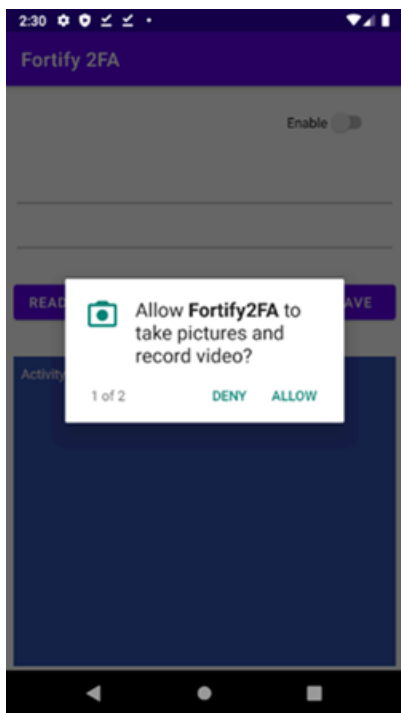 2:30
Fortify 2FA
Enable
READ
AVE
Allow Fortify2FA to
take pictures and
record video?
Activity
1 of 2 DENY ALLOW